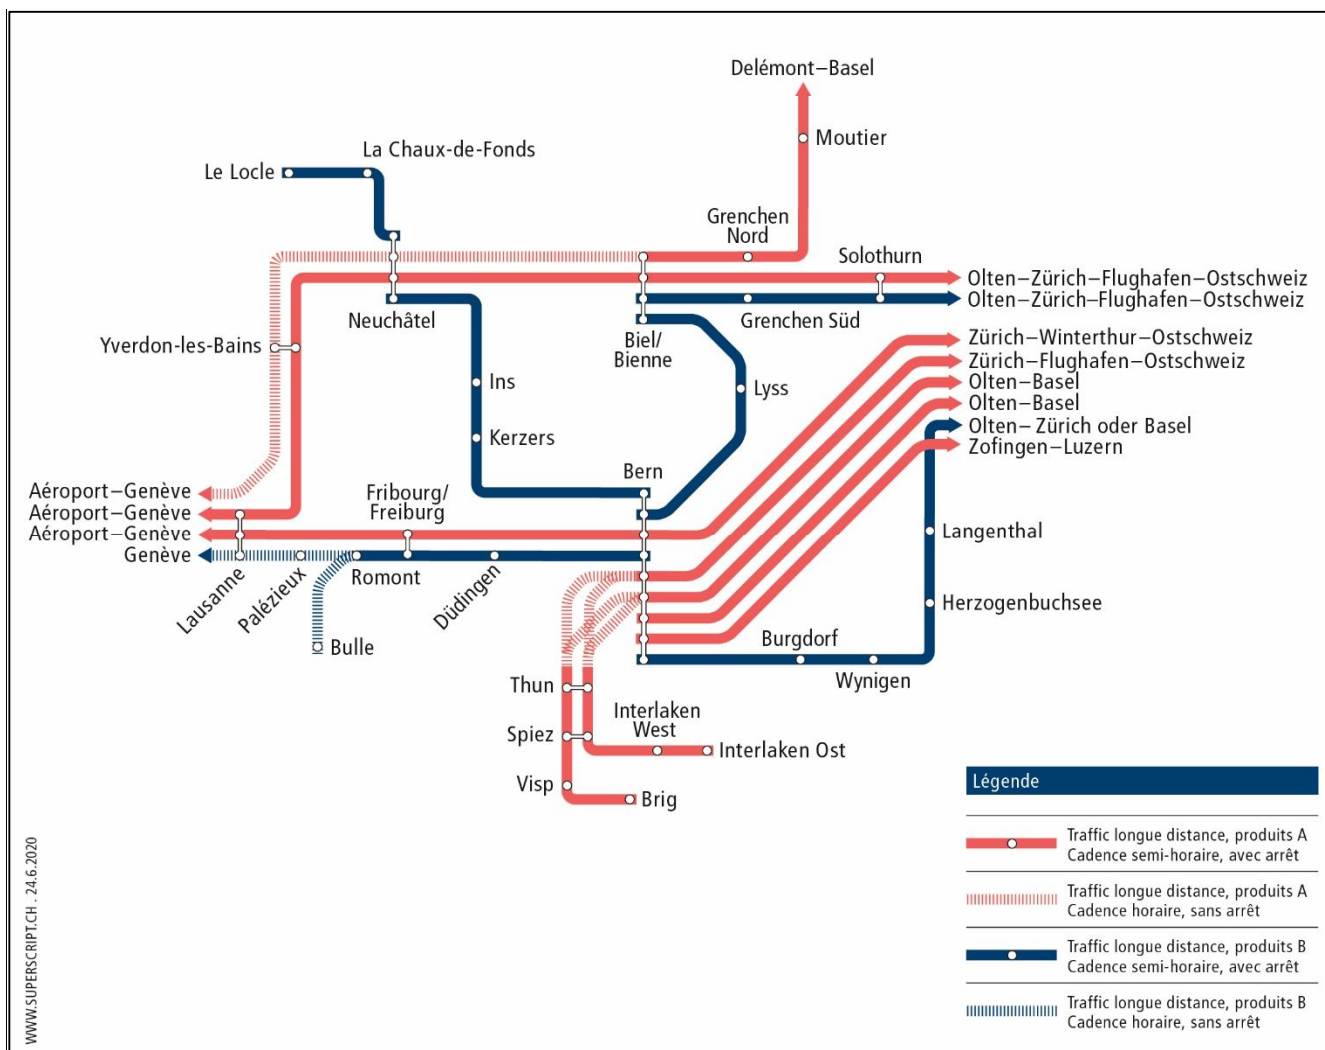 Delémont–Basel
Moutier
La Chaux-de-Fonds
Le Locle
Grenchen
Nord
Solothurn
Olten–Zürich–Flughafen–Ostschweiz
Olten–Zürich–Flughafen–Ostschweiz
Neuchâtel
Grenchen Süd
Biel/
Bienne
Yverdon-les-Bains
Zürich–Winterthur–Ostschweiz
Zürich–Flughafen–Ostschweiz
Olten–Basel
Olten–Basel
Olten– Zürich oder Basel
Zofingen–Luzern
Ins
Lyss
Kerzers
Bern
Aéroport–Genève
Aéroport–Genève
Aéroport–Genève
Genève
Fribourg/
Freiburg
Lausanne
Palézieux
Romont
Düdingen
Bulle
Langenthal
Herzogenbuchsee
Burgdorf
Wynigen
Thun
Spiez
Visp
Interlaken
West
Interlaken Ost
Brig
Légende
Traffic longue distance, produits A
Cadence semi-horaire, avec arrêt
Traffic longue distance, produits A
Cadence horaire, sans arrêt
Traffic longue distance, produits B
Cadence semi-horaire, avec arrêt
Traffic longue distance, produits B
Cadence horaire, sans arrêt
WWW.SUPERSCRIPT.CH . 24.6.2020